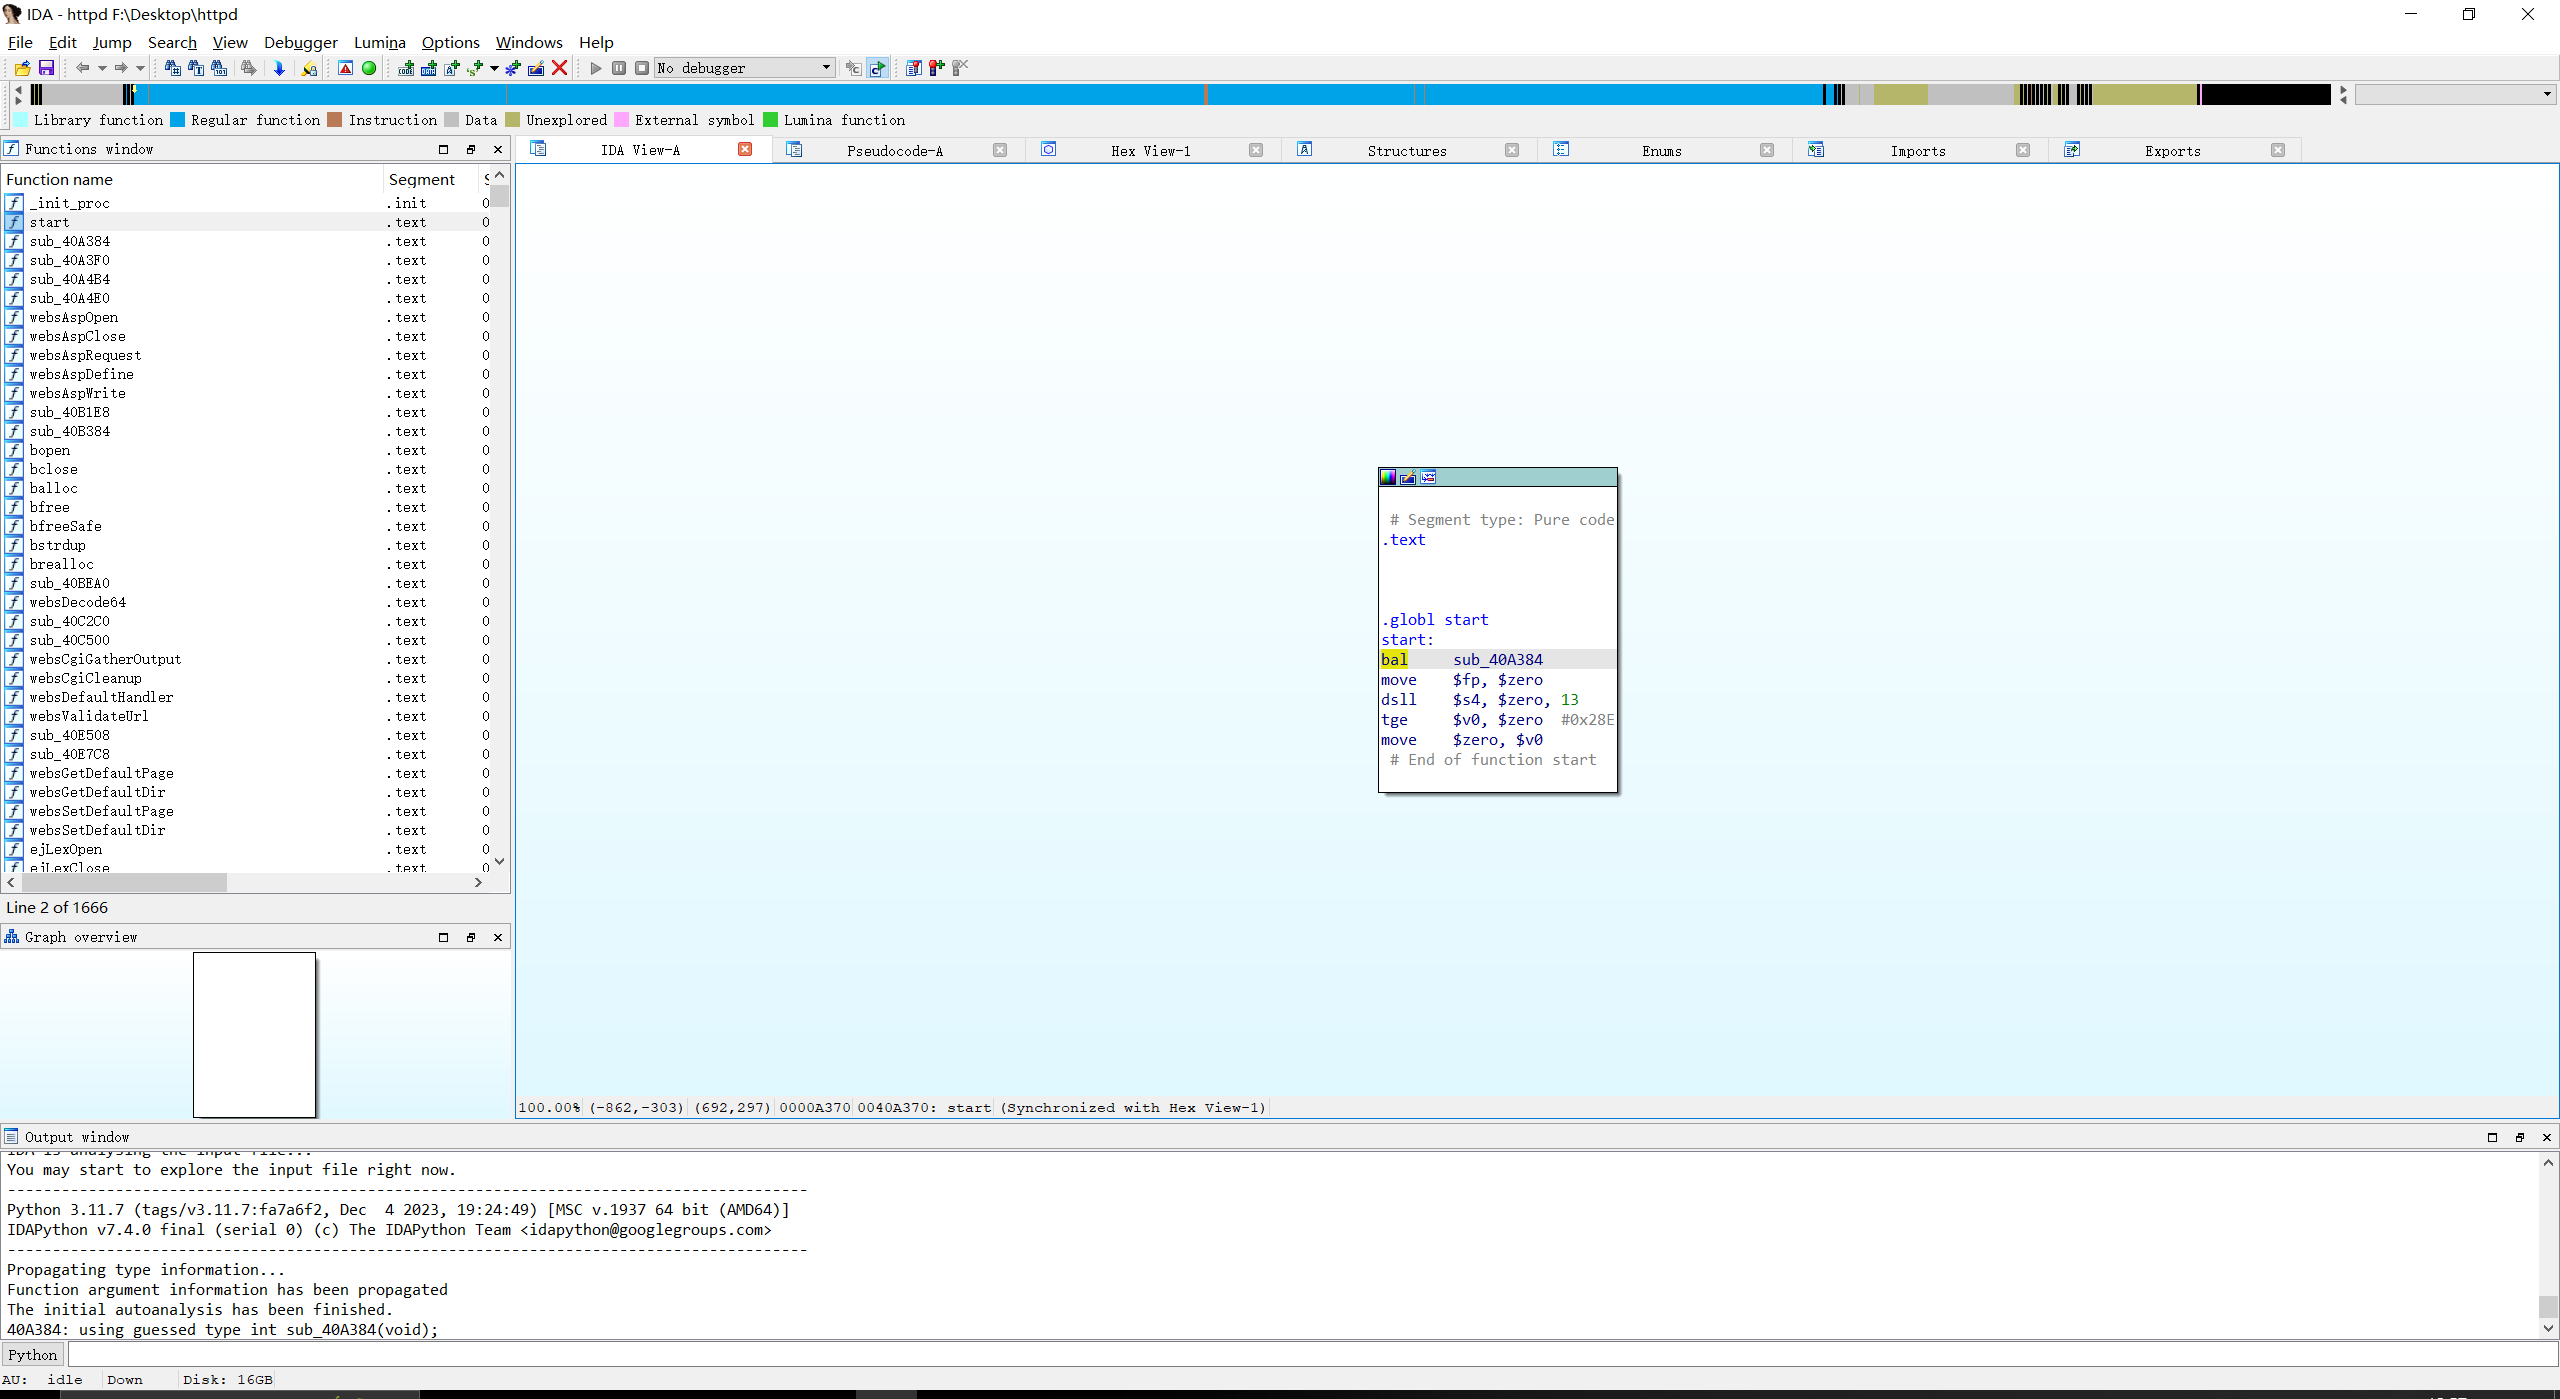 IDA - httpd F:\Desktop\httpd
File Edit Jump Search View Debugger Lumina Options Windows Help
No debugger
Library function Regular function Instruction Data Unexplored External symbol Lumina function
Functions window
IDA View-A Pseudocode-A Hex View-1 Structures Enums Imports Exports
Function name Segment
_init_proc .init 0
start .text 0
sub_40A384 .text 0
sub_40A3F0 .text 0
sub_40A4B4 .text 0
sub_40A4E0 .text 0
websAspOpen .text 0
websAspClose .text 0
websAspRequest .text 0
websAspDefine .text 0
websAspWrite .text 0
sub_40B1E8 .text 0
sub_40B384 .text 0
bopen .text 0
bclose .text 0
balloc .text 0
bfree .text 0
bfreeSafe .text 0
bstrdup .text 0
brealloc .text 0
sub_40BEA0 .text 0
websDecode64 .text 0
sub_40C2C0 .text 0
sub_40C500 .text 0
websCgiGatherOutput .text 0
websCgiCleanup .text 0
websDefaultHandler .text 0
websValidateUrl .text 0
sub_40E508 .text 0
sub_40E7C8 .text 0
websGetDefaultPage .text 0
websGetDefaultDir .text 0
websSetDefaultPage .text 0
websSetDefaultDir .text 0
ejLexOpen .text 0
ejLexClose .text 0
Line 2 of 1666
Graph overview
# Segment type: Pure code
.text
.globl start
start:
bal sub_40A384
move $fp, $zero
dsll $s4, $zero, 13
tge $v0, $zero #0x28E
move $zero, $v0
# End of function start
100.00% (-862,-303) (692,297) 0000A370 0040A370: start (Synchronized with Hex View-1)
Output window
IDA is analysing the input file...
You may start to explore the input file right now.
-----------------------------------------------------------------------------------------
Python 3.11.7 (tags/v3.11.7:fa7a6f2, Dec  4 2023, 19:24:49) [MSC v.1937 64 bit (AMD64)]
IDAPython v7.4.0 final (serial 0) (c) The IDAPython Team <idapython@googlegroups.com>
-----------------------------------------------------------------------------------------
Propagating type information...
Function argument information has been propagated
The initial autoanalysis has been finished.
40A384: using guessed type int sub_40A384(void);
Python
AU: idle Down Disk: 16GB